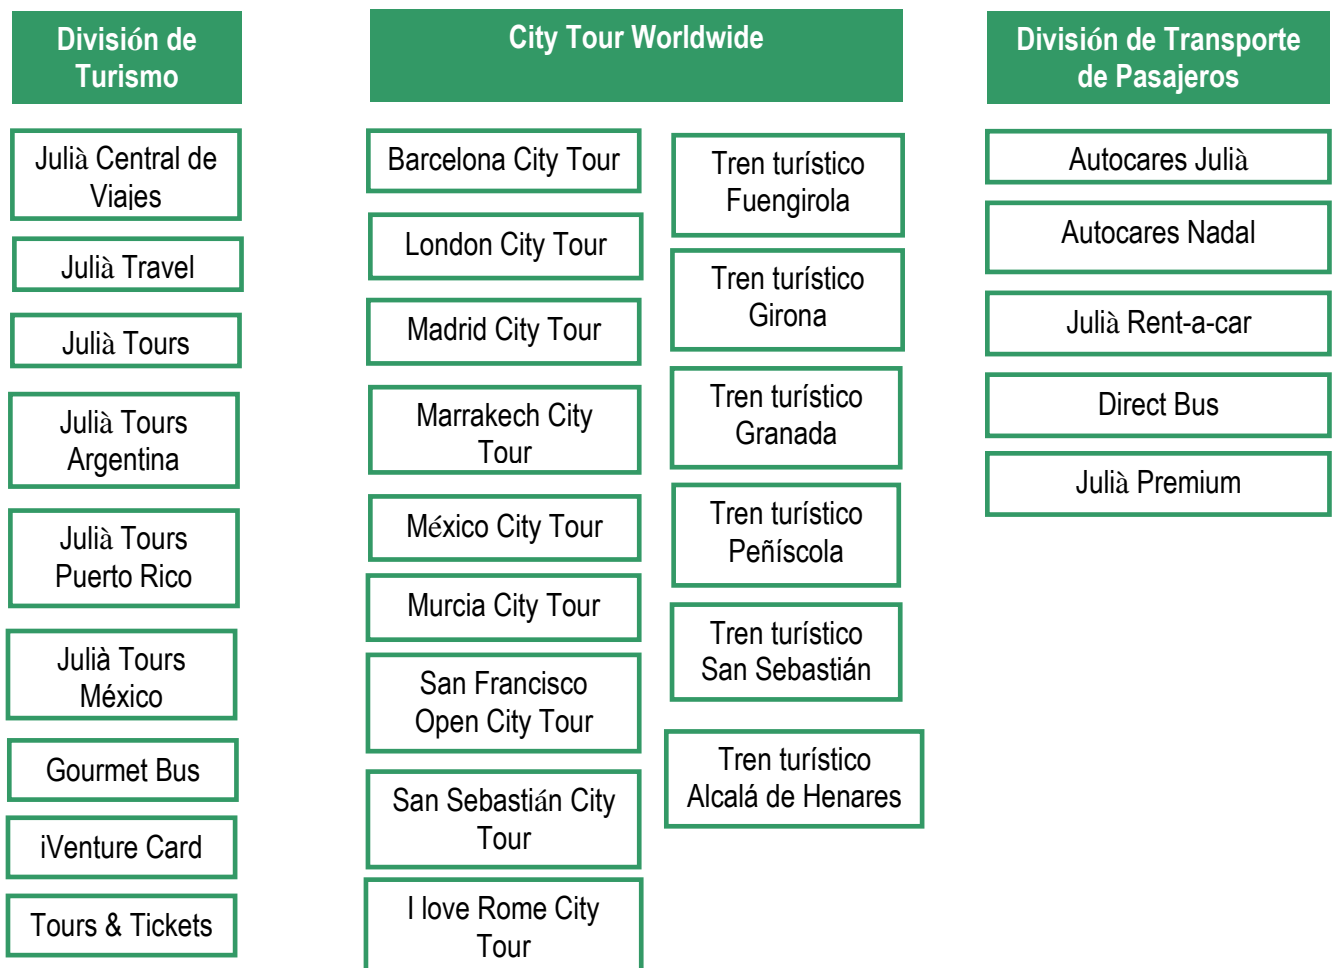 División de
Turismo
Julià Central de
Viajes
Julià Travel
Julià Tours
Julià Tours
Argentina
Julià Tours
Puerto Rico
Julià Tours
México
Gourmet Bus
iVenture Card
Tours & Tickets
City Tour Worldwide
Barcelona City Tour
London City Tour
Madrid City Tour
Marrakech City
Tour
México City Tour
Murcia City Tour
San Francisco
Open City Tour
San Sebastián City
Tour
I love Rome City
Tour
Tren turístico
Fuengirola
Tren turístico
Girona
Tren turístico
Granada
Tren turístico
Peñíscola
Tren turístico
San Sebastián
Tren turístico
Alcalá de Henares
División de Transporte
de Pasajeros
Autocares Julià
Autocares Nadal
Julià Rent-a-car
Direct Bus
Julià Premium